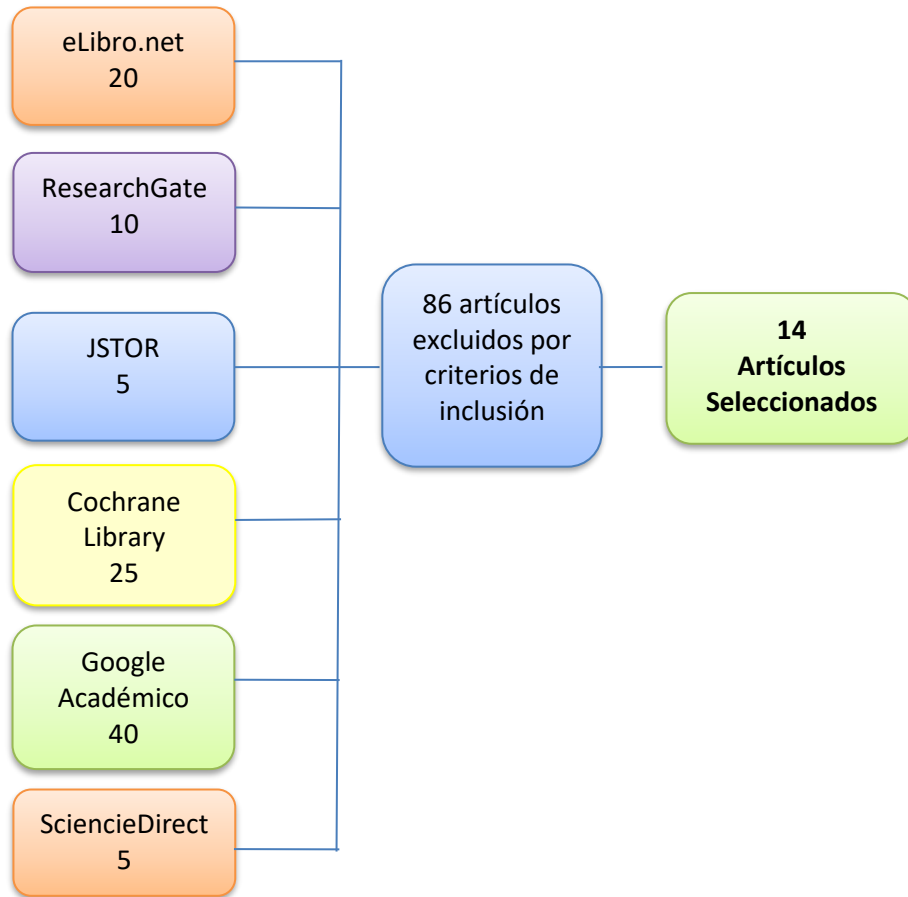 eLibro.net
20
ResearchGate
10
JSTOR
5
Cochrane
Library
25
Google
Académico
40
SciencieDirect
5
86 artículos
excluidos por
criterios de
inclusión
14
Artículos
Seleccionados